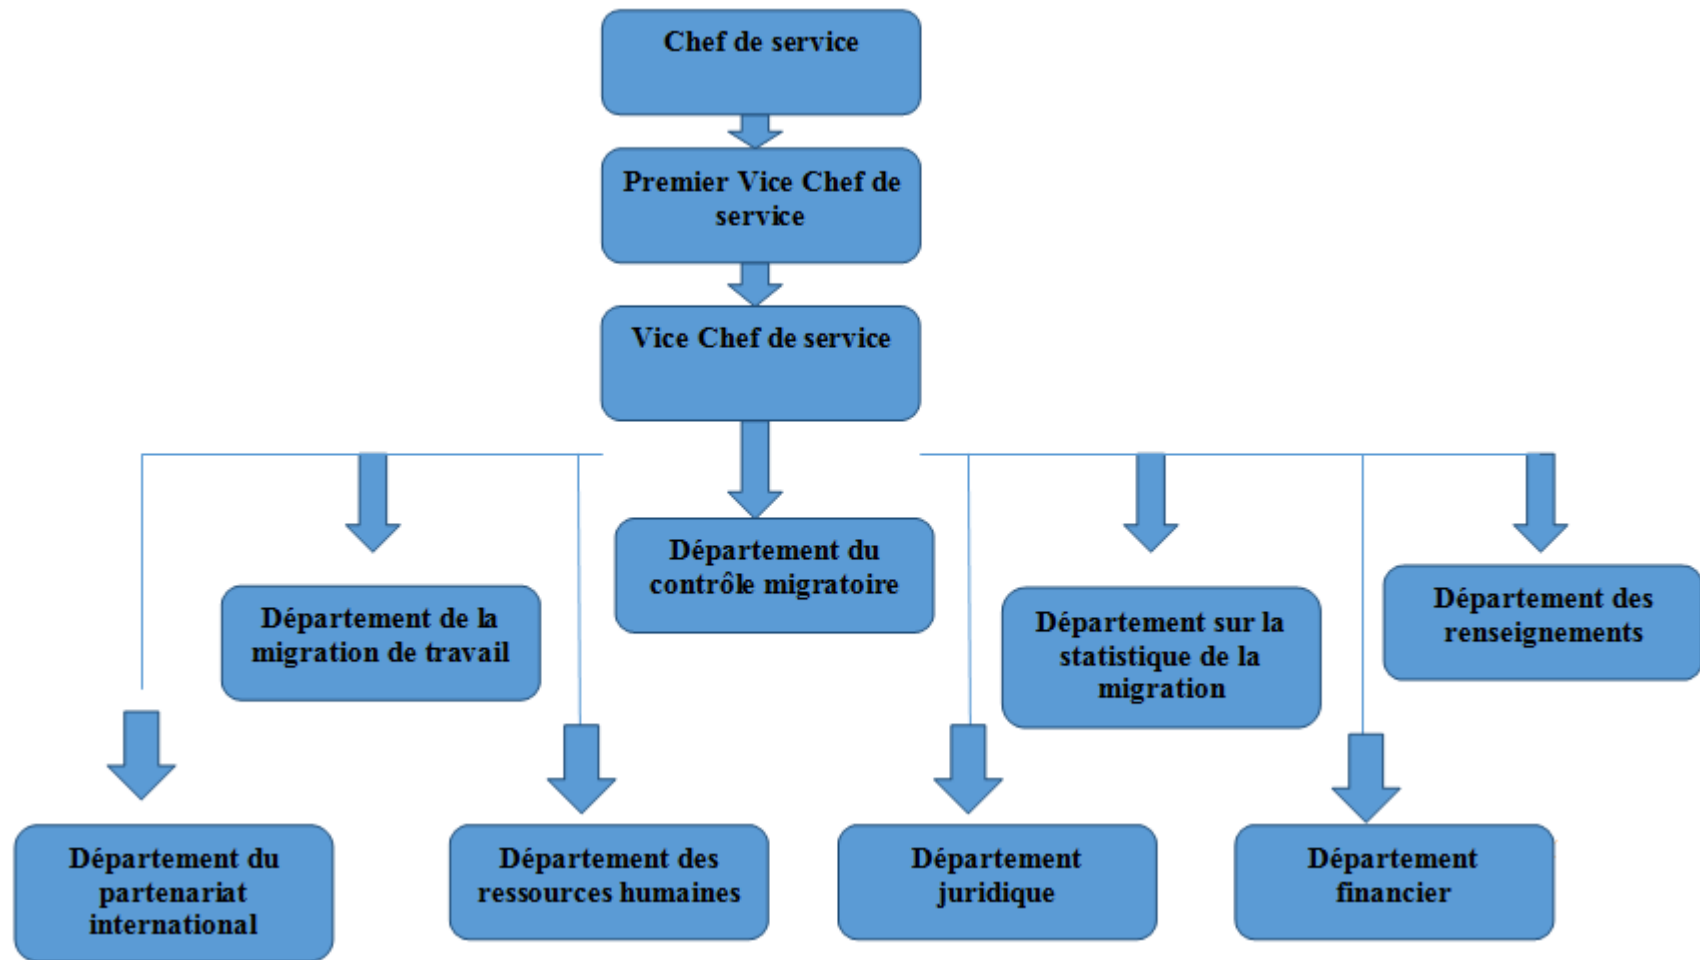 Chef de service
Premier Vice Chef de
service
Vice Chef de service
Département du
contrôle migratoire
Département de la
migration de travail
Département sur la
statistique de la
migration
Département des
renseignements
Département du
partenariat
international
Département des
ressources humaines
Département
juridique
Département
financier